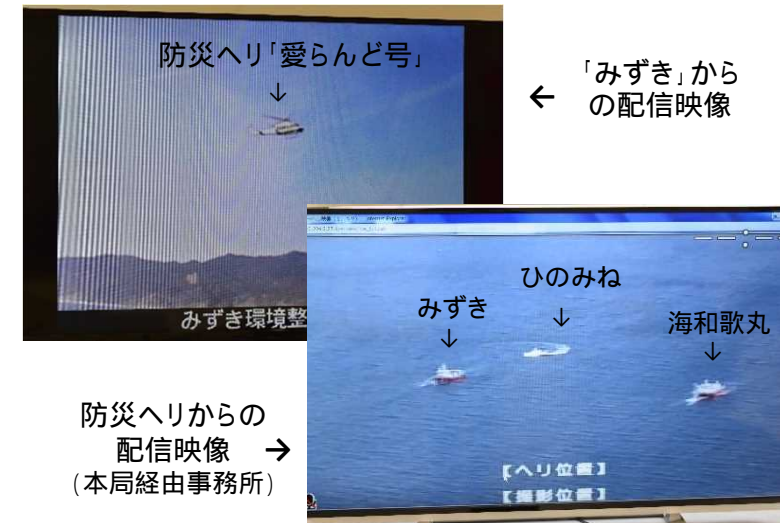 防災ヘリ「愛らんど号」
↓
← 「みずき」から
の配信映像
みずき環境整
ひのみね
↓
みずき
↓
海和歌丸
↓
防災ヘリからの
配信映像 →
(本局経由事務所)
【ヘリ位置】
【撮影位置】